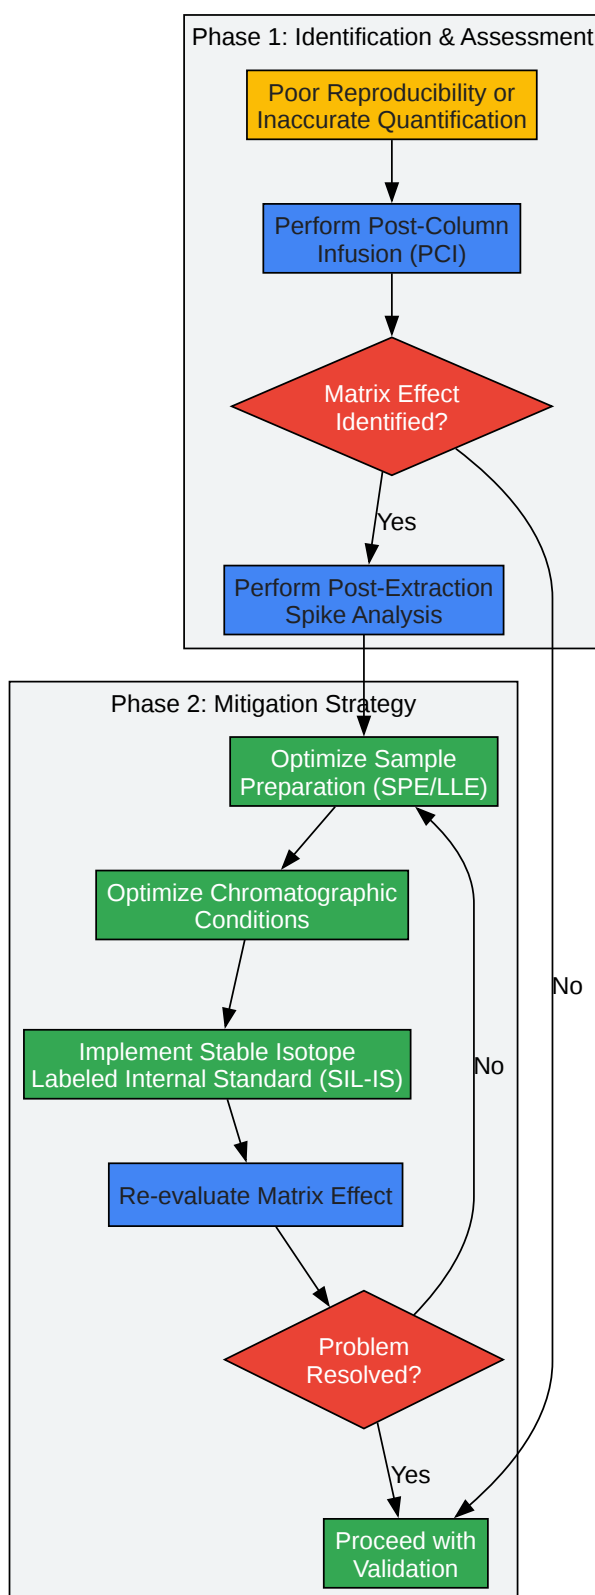 Phase 1: Identification & Assessment
Poor Reproducibility or
Inaccurate Quantification
Perform Post-Column
Infusion (PCI)
Matrix Effect
Identified?
Yes
Perform Post-Extraction
Spike Analysis
Phase 2: Mitigation Strategy
Optimize Sample
Preparation (SPE/LLE)
Optimize Chromatographic
Conditions
No
Implement Stable Isotope
Labeled Internal Standard (SIL-IS)
No
Re-evaluate Matrix Effect
Problem
Resolved?
Yes
Proceed with
Validation